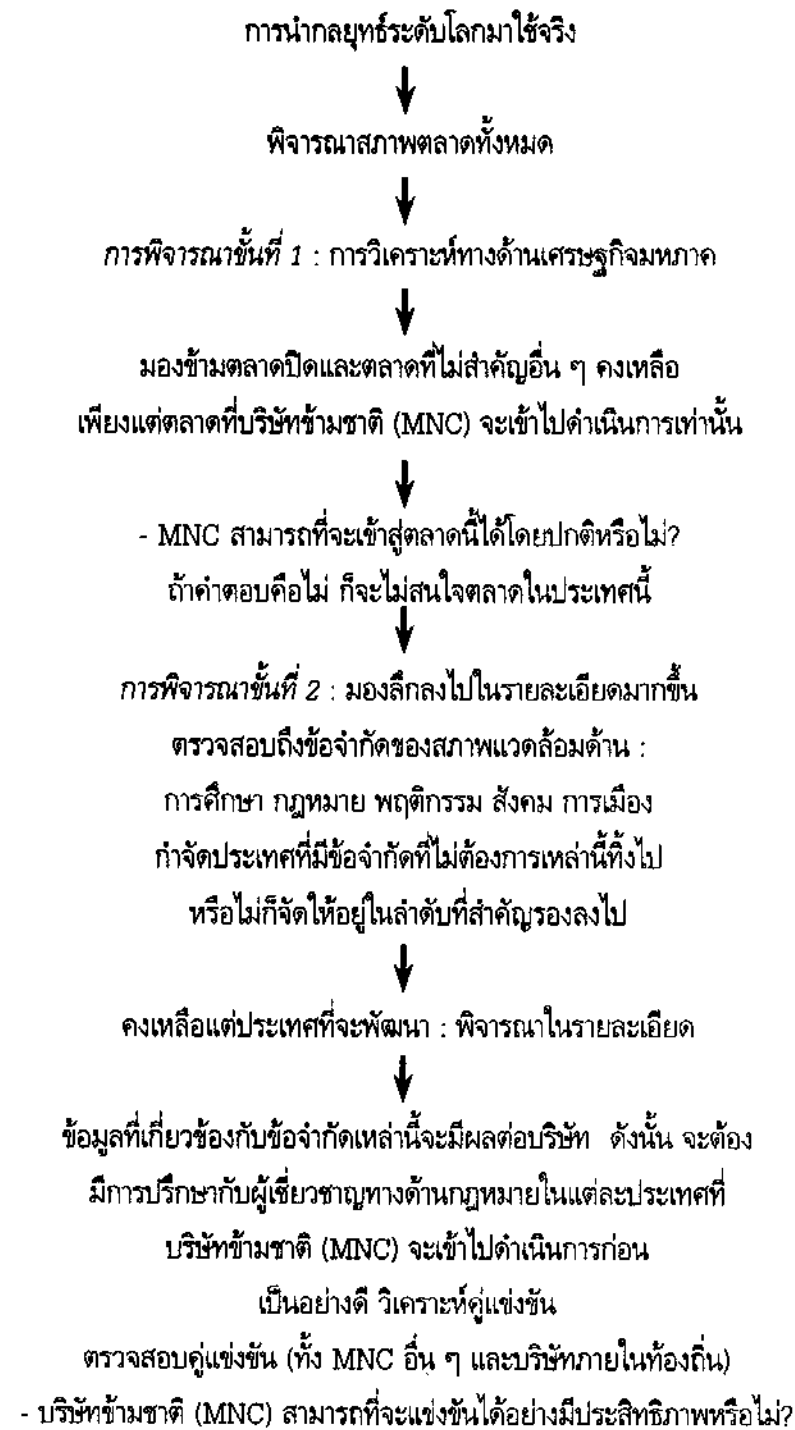 การนำกลยุทธ์ระดับโลกมาใช้จริง
พิจารณาสภาพตลาดทั้งหมด
การพิจารณาขั้นที่ 1 : การวิเคราะห์ทางด้านเศรษฐกิจมหภาค
มองข้ามตลาดปิดและตลาดที่ไม่สำคัญอื่น ๆ คงเหลือ
เพียงแต่ตลาดที่บริษัทข้ามชาติ (MNC) จะเข้าไปดำเนินการเท่านั้น
- MNC สามารถที่จะเข้าสู่ตลาดนี้ได้โดยปกติหรือไม่?
ถ้าคำตอบคือไม่ ก็จะไม่สนใจตลาดในประเทศนี้
การพิจารณาขั้นที่ 2 : มองลึกลงไปในรายละเอียดมากขึ้น
ตรวจสอบถึงข้อจำกัดของสภาพแวดล้อมด้าน :
การศึกษา กฎหมาย พฤติกรรม สังคม การเมือง
กำจัดประเทศที่มีข้อจำกัดที่ไม่ต้องการเหล่านี้ทิ้งไป
หรือไม่ก็จัดให้อยู่ในลำดับที่สำคัญรองลงไป
คงเหลือแต่ประเทศที่จะพัฒนา : พิจารณาในรายละเอียด
ข้อมูลที่เกี่ยวข้องกับข้อจำกัดเหล่านี้จะมีผลต่อบริษัท ดังนั้น จะต้อง
มีการปรึกษากับผู้เชี่ยวชาญทางด้านกฎหมายในแต่ละประเทศที่
บริษัทข้ามชาติ (MNC) จะเข้าไปดำเนินการก่อน
เป็นอย่างดี วิเคราะห์คู่แข่งขัน
ตรวจสอบคู่แข่งขัน (ทั้ง MNC อื่น ๆ และบริษัทภายในท้องถิ่น)
- บริษัทข้ามชาติ (MNC) สามารถที่จะแข่งขันได้อย่างมีประสิทธิภาพหรือไม่?